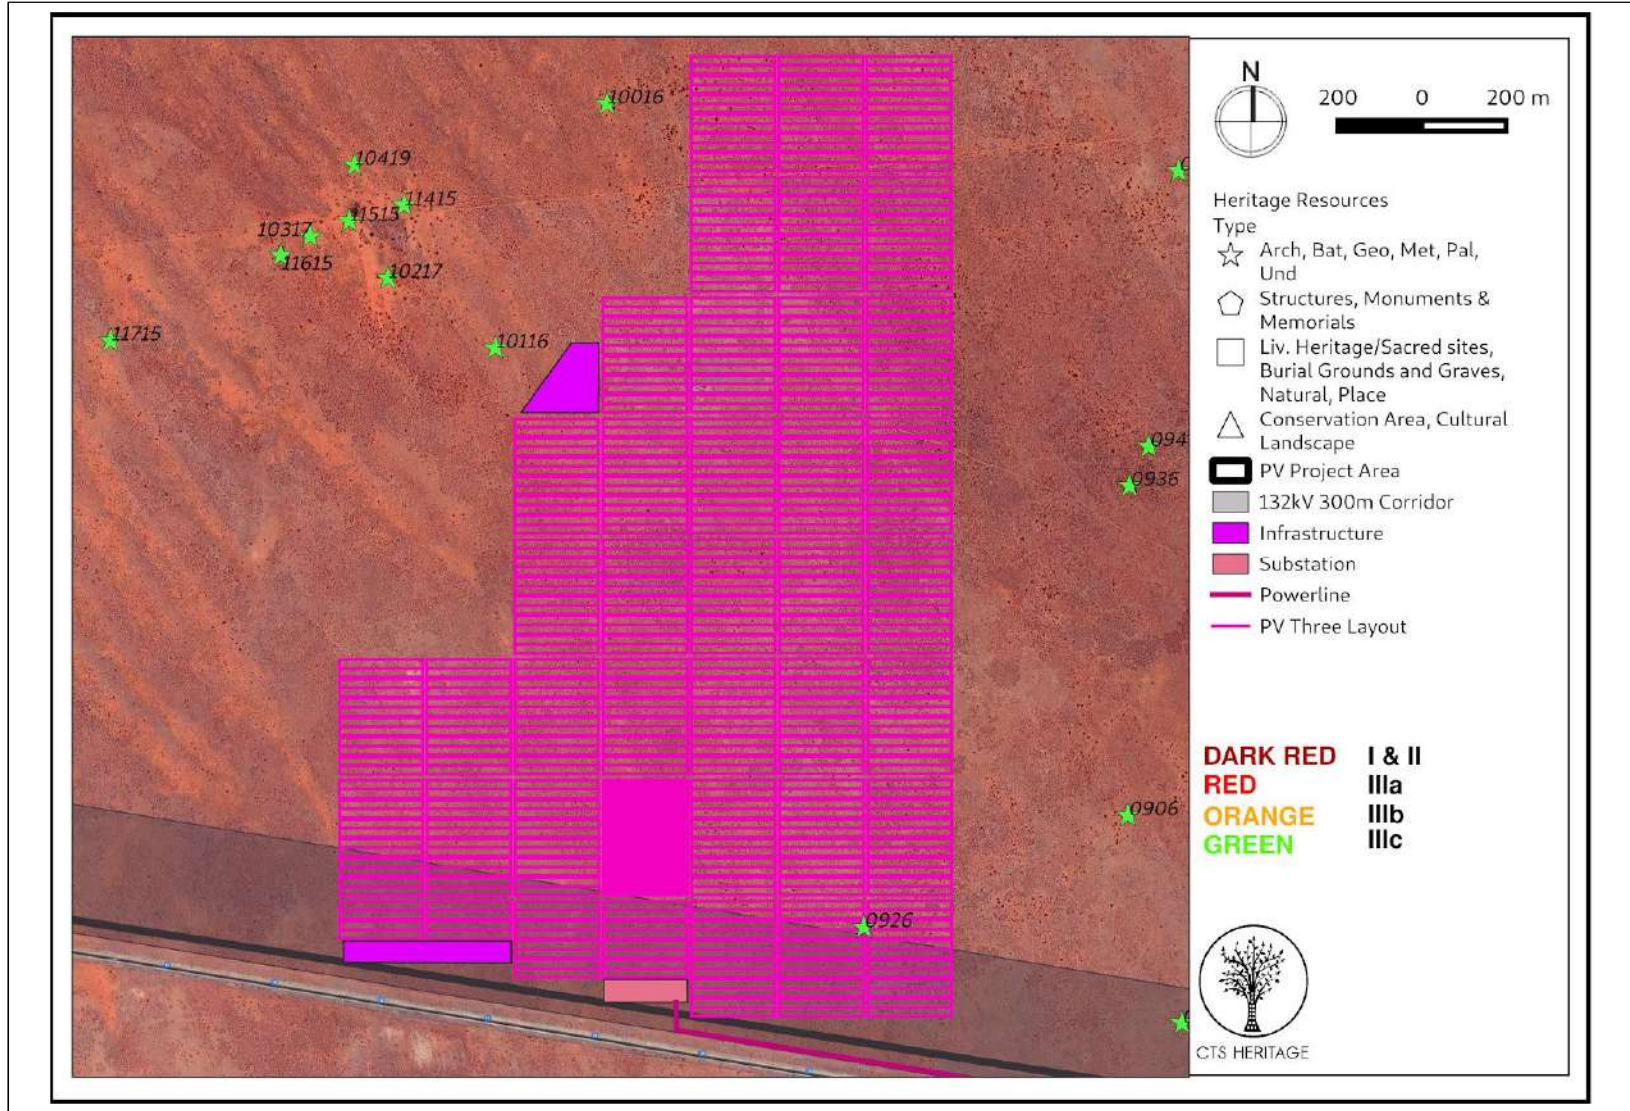 10016
10419
11415
11515
10317
11615
10217
11715
10116
0936
0906
0926
N
200 0 200 m
Heritage Resources
Type
Arch, Bat, Geo, Met, Pal,
Und
Structures, Monuments &
Memorials
Liv. Heritage/Sacred sites,
Burial Grounds and Graves,
Natural, Place
Conservation Area, Cultural
Landscape
PV Project Area
132kV 300m Corridor
Infrastructure
Substation
Powerline
PV Three Layout
DARK RED I & II
RED IIIa
ORANGE IIIb
GREEN IIIc
CTS HERITAGE